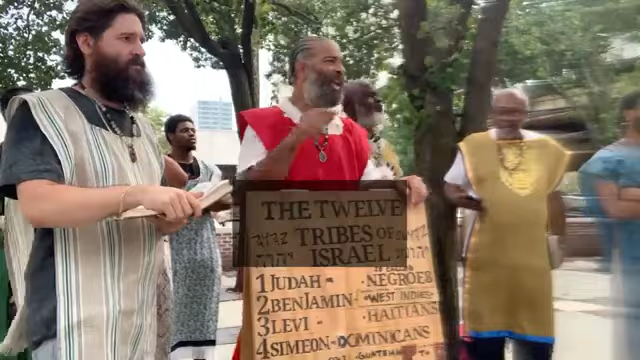 THE TWELVE
TRIBES OF
ISRAEL
1 JUDAH - NEGROES
2 BENJAMIN - "WEST INDIES"
3 LEVI - HAITIANS
4 SIMEON - DOMINICANS